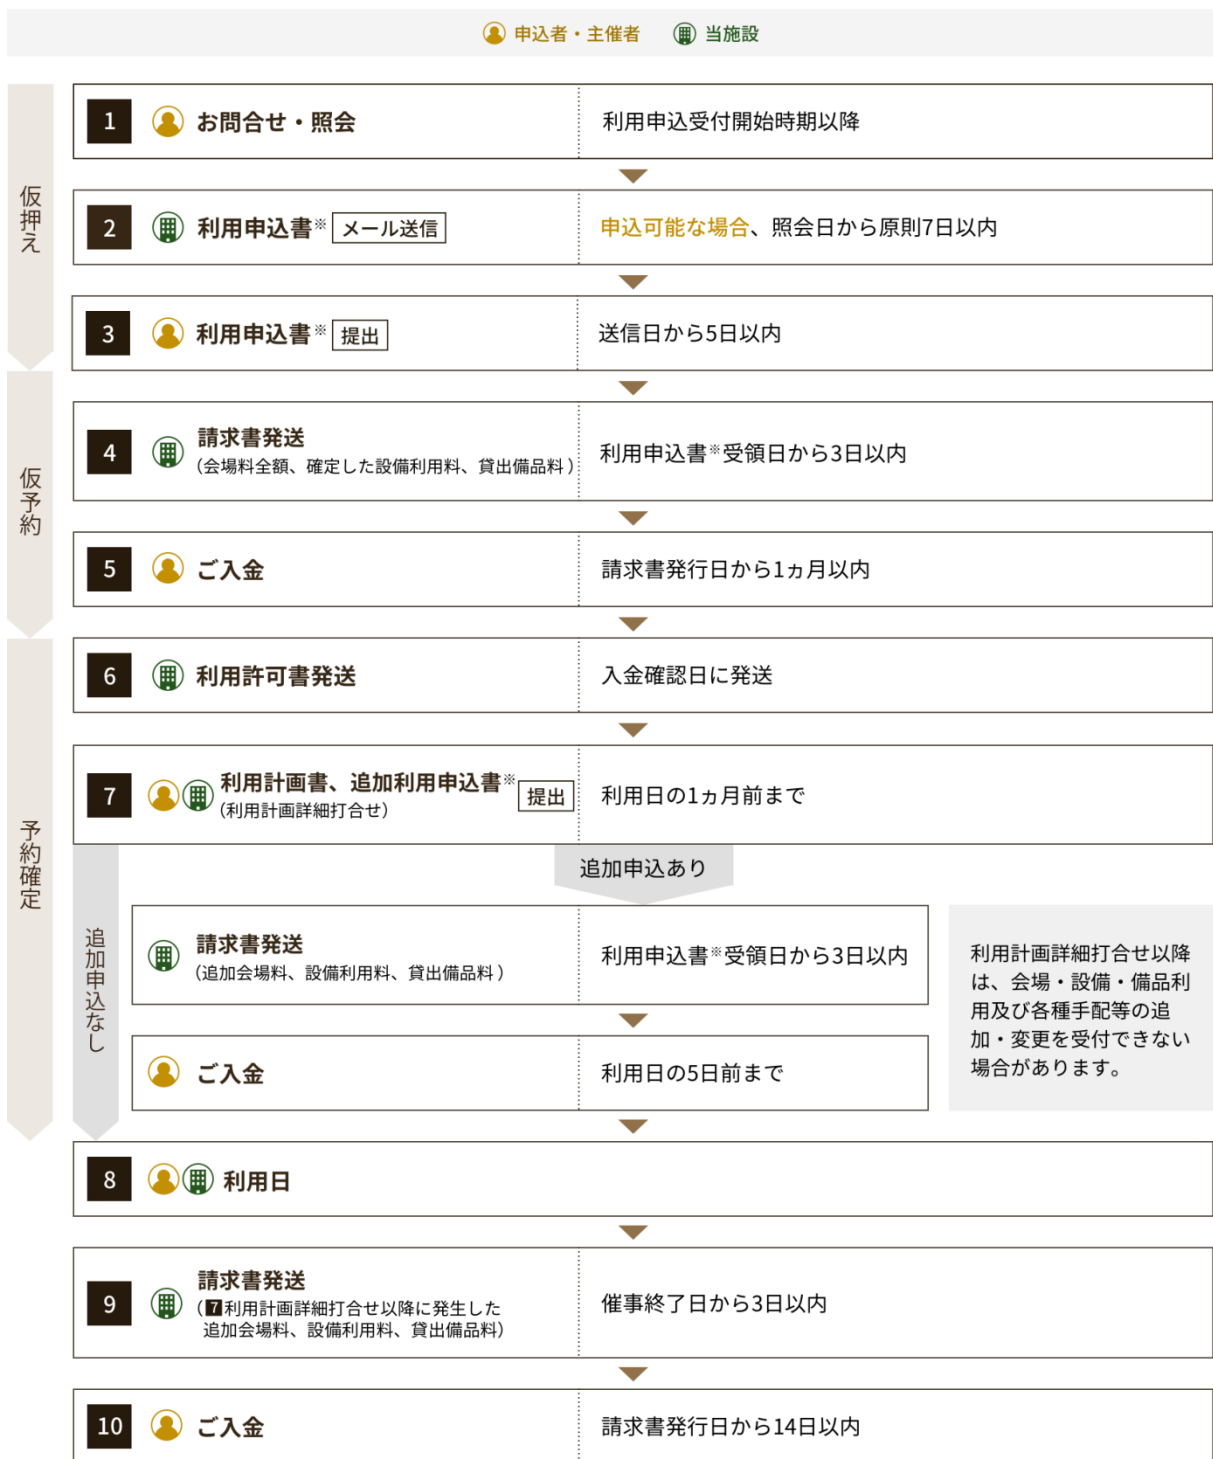 申込者・主催者 当施設
仮押え
1 お問合せ・照会 利用申込受付開始時期以降
2 利用申込書※ メール送信 申込可能な場合、照会日から原則7日以内
3 利用申込書※ 提出 送信日から5日以内
仮予約
4 請求書発送
(会場料全額、確定した設備利用料、貸出備品料)
利用申込書※受領日から3日以内
5 ご入金 請求書発行日から1ヵ月以内
予約確定
6 利用許可書発送 入金確認日に発送
7 利用計画書、追加利用申込書※ 提出
(利用計画詳細打合せ)
利用日の1ヵ月前まで
追加申込なし
追加申込あり
請求書発送
(追加会場料、設備利用料、貸出備品料)
利用申込書※受領日から3日以内
ご入金 利用日の5日前まで
利用計画詳細打合せ以降
は、会場・設備・備品利
用及び各種手配等の追
加・変更を受付できない
場合があります。
8 利用日
9 請求書発送
(7利用計画詳細打合せ以降に発生した
追加会場料、設備利用料、貸出備品料)
催事終了日から3日以内
10 ご入金 請求書発行日から14日以内